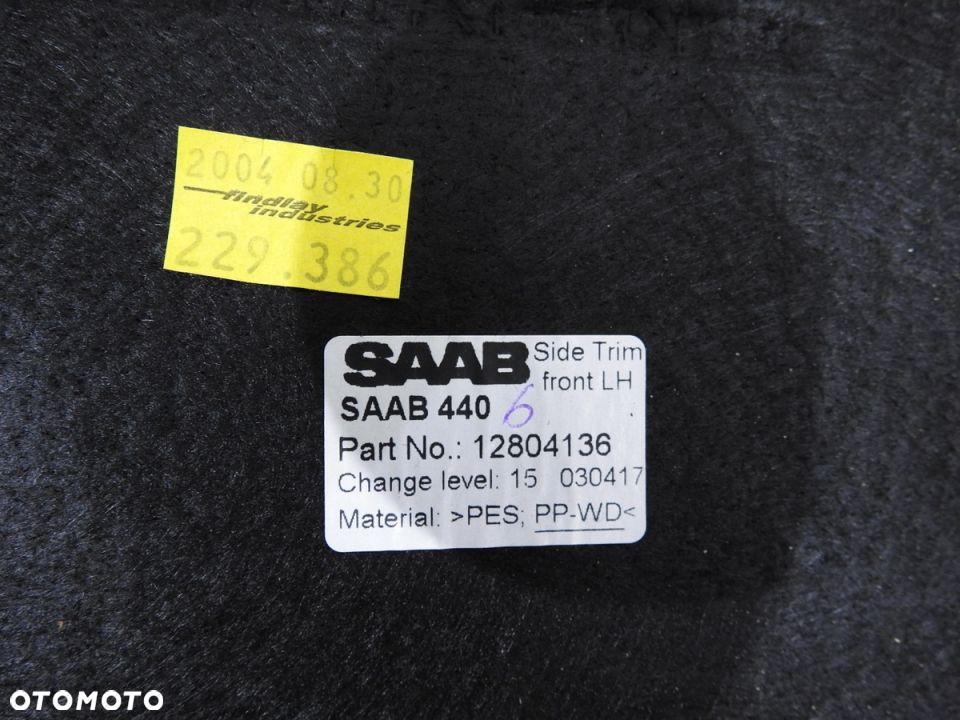 2004 08.30
findlay
industries
229.386
SAAB Side Trim
front LH
SAAB 440 6
Part No.: 12804136
Change level: 15 030417
Material: >PES; PP-WD<
OTOMOTO